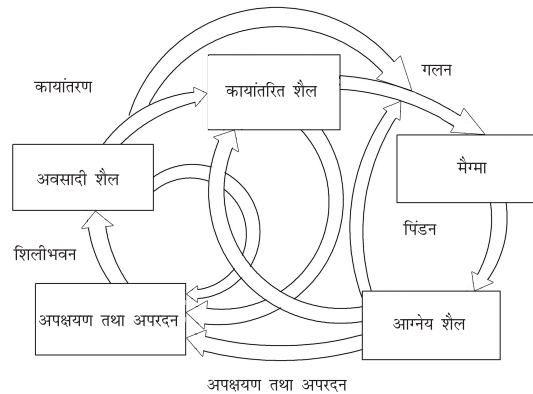 कायांतरण
गलन
कायांतरित शैल
अवसादी शैल
मैग्मा
शिलीभवन
पिंडन
अपक्षयण तथा अपरदन
आग्नेय शैल
अपक्षयण तथा अपरदन